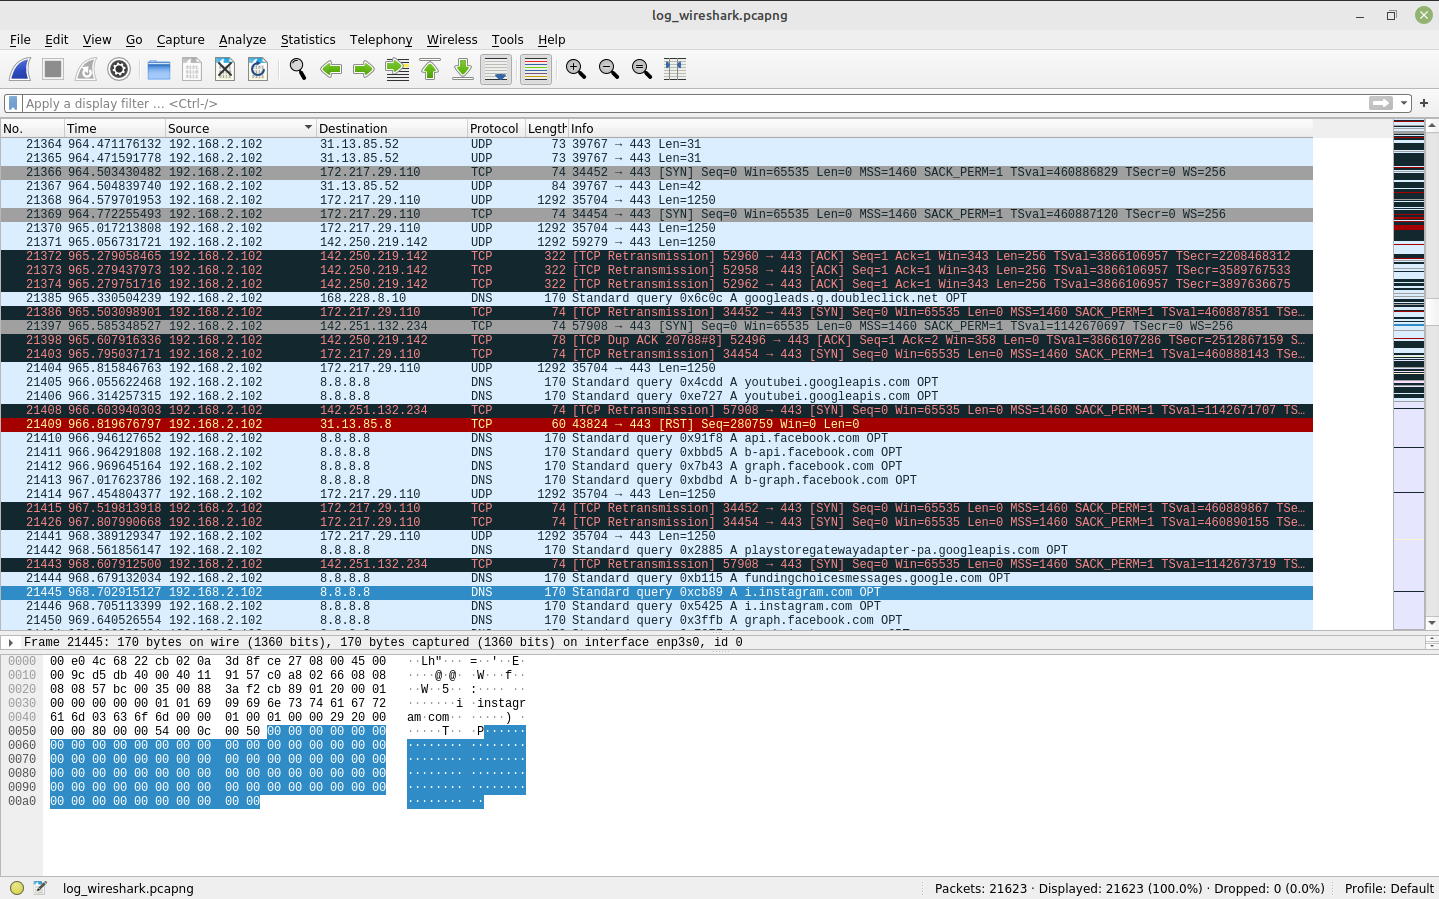 log_wireshark.pcapng
File Edit View Go Capture Analyze Statistics Telephony Wireless Tools Help
Apply a display filter ... <Ctrl-/>
No. Time Source Destination Protocol Length Info
21364 964.471176132 192.168.2.102 31.13.85.52 UDP 73 39767 → 443 Len=31
21365 964.471591778 192.168.2.102 31.13.85.52 UDP 73 39767 → 443 Len=31
21366 964.503430482 192.168.2.102 172.217.29.110 TCP 74 34452 → 443 [SYN] Seq=0 Win=65535 Len=0 MSS=1460 SACK_PERM=1 TSval=460886829 TSecr=0 WS=256
21367 964.504839740 192.168.2.102 31.13.85.52 UDP 84 39767 → 443 Len=42
21368 964.579701953 192.168.2.102 172.217.29.110 UDP 1292 35704 → 443 Len=1250
21369 964.772255493 192.168.2.102 172.217.29.110 TCP 74 34454 → 443 [SYN] Seq=0 Win=65535 Len=0 MSS=1460 SACK_PERM=1 TSval=460887120 TSecr=0 WS=256
21370 965.017213808 192.168.2.102 172.217.29.110 UDP 1292 35704 → 443 Len=1250
21371 965.056731721 192.168.2.102 142.250.219.142 UDP 1292 59279 → 443 Len=1250
21372 965.279058465 192.168.2.102 142.250.219.142 TCP 322 [TCP Retransmission] 52960 → 443 [ACK] Seq=1 Ack=1 Win=343 Len=256 TSval=3866106957 TSecr=2208468312
21373 965.279437973 192.168.2.102 142.250.219.142 TCP 322 [TCP Retransmission] 52958 → 443 [ACK] Seq=1 Ack=1 Win=343 Len=256 TSval=3866106957 TSecr=3589767533
21374 965.279751716 192.168.2.102 142.250.219.142 TCP 322 [TCP Retransmission] 52962 → 443 [ACK] Seq=1 Ack=1 Win=343 Len=256 TSval=3866106957 TSecr=3897636675
21385 965.330504239 192.168.2.102 168.228.8.10 DNS 170 Standard query 0x6c0c A googleads.g.doubleclick.net OPT
21386 965.503098901 192.168.2.102 172.217.29.110 TCP 74 [TCP Retransmission] 34452 → 443 [SYN] Seq=0 Win=65535 Len=0 MSS=1460 SACK_PERM=1 TSval=460887851 TSe…
21397 965.585348527 192.168.2.102 142.251.132.234 TCP 74 57908 → 443 [SYN] Seq=0 Win=65535 Len=0 MSS=1460 SACK_PERM=1 TSval=1142670697 TSecr=0 WS=256
21398 965.607916336 192.168.2.102 142.250.219.142 TCP 78 [TCP Dup ACK 20788#8] 52496 → 443 [ACK] Seq=1 Ack=2 Win=358 Len=0 TSval=3866107286 TSecr=2512867159 S…
21403 965.795037171 192.168.2.102 172.217.29.110 TCP 74 [TCP Retransmission] 34454 → 443 [SYN] Seq=0 Win=65535 Len=0 MSS=1460 SACK_PERM=1 TSval=460888143 TSe…
21404 965.815846763 192.168.2.102 172.217.29.110 UDP 1292 35704 → 443 Len=1250
21405 966.055622468 192.168.2.102 8.8.8.8 DNS 170 Standard query 0x4cdd A youtubei.googleapis.com OPT
21406 966.314257315 192.168.2.102 8.8.8.8 DNS 170 Standard query 0xe727 A youtubei.googleapis.com OPT
21408 966.603940303 192.168.2.102 142.251.132.234 TCP 74 [TCP Retransmission] 57908 → 443 [SYN] Seq=0 Win=65535 Len=0 MSS=1460 SACK_PERM=1 TSval=1142671707 TS…
21409 966.819676797 192.168.2.102 31.13.85.8 TCP 60 43824 → 443 [RST] Seq=280759 Win=0 Len=0
21410 966.946127652 192.168.2.102 8.8.8.8 DNS 170 Standard query 0x91f8 A api.facebook.com OPT
21411 966.964291808 192.168.2.102 8.8.8.8 DNS 170 Standard query 0xbbd5 A b-api.facebook.com OPT
21412 966.969645164 192.168.2.102 8.8.8.8 DNS 170 Standard query 0x7b43 A graph.facebook.com OPT
21413 967.017623786 192.168.2.102 8.8.8.8 DNS 170 Standard query 0xbdbd A b-graph.facebook.com OPT
21414 967.454804377 192.168.2.102 172.217.29.110 UDP 1292 35704 → 443 Len=1250
21415 967.519813918 192.168.2.102 172.217.29.110 TCP 74 [TCP Retransmission] 34452 → 443 [SYN] Seq=0 Win=65535 Len=0 MSS=1460 SACK_PERM=1 TSval=460889867 TSe…
21426 967.807990668 192.168.2.102 172.217.29.110 TCP 74 [TCP Retransmission] 34454 → 443 [SYN] Seq=0 Win=65535 Len=0 MSS=1460 SACK_PERM=1 TSval=460890155 TSe…
21441 968.389129347 192.168.2.102 172.217.29.110 UDP 1292 35704 → 443 Len=1250
21442 968.561856147 192.168.2.102 8.8.8.8 DNS 170 Standard query 0x2885 A playstoregatewayadapter-pa.googleapis.com OPT
21443 968.607912500 192.168.2.102 142.251.132.234 TCP 74 [TCP Retransmission] 57908 → 443 [SYN] Seq=0 Win=65535 Len=0 MSS=1460 SACK_PERM=1 TSval=1142673719 TS…
21444 968.679132034 192.168.2.102 8.8.8.8 DNS 170 Standard query 0xb115 A fundingchoicesmessages.google.com OPT
21445 968.702915127 192.168.2.102 8.8.8.8 DNS 170 Standard query 0xcb89 A i.instagram.com OPT
21446 968.705113399 192.168.2.102 8.8.8.8 DNS 170 Standard query 0x5425 A i.instagram.com OPT
21450 969.640526554 192.168.2.102 8.8.8.8 DNS 170 Standard query 0x3ffb A graph.facebook.com OPT
Frame 21445: 170 bytes on wire (1360 bits), 170 bytes captured (1360 bits) on interface enp3s0, id 0
0000 00 e0 4c 68 22 cb 02 0a 3d 8f ce 27 08 00 45 00 ··Lh"··· =··'··E·
0010 00 9c d5 db 40 00 40 11 91 57 c0 a8 02 66 08 08 ····@·@· ·W···f··
0020 08 08 57 bc 00 35 00 88 3a f2 cb 89 01 20 00 01 ··W··5·· :···· ··
0030 00 00 00 00 00 01 01 69 09 69 6e 73 74 61 67 72 ·······i ·instagr
0040 61 6d 03 63 6f 6d 00 00 01 00 01 00 00 29 20 00 am·com·· ·····) ·
0050 00 00 80 00 00 54 00 0c 00 50 00 00 00 00 00 00 ·····T·· ·P······
0060 00 00 00 00 00 00 00 00 00 00 00 00 00 00 00 00 ········ ········
0070 00 00 00 00 00 00 00 00 00 00 00 00 00 00 00 00 ········ ········
0080 00 00 00 00 00 00 00 00 00 00 00 00 00 00 00 00 ········ ········
0090 00 00 00 00 00 00 00 00 00 00 00 00 00 00 00 00 ········ ········
00a0 00 00 00 00 00 00 00 00 00 00 ········ ··
log_wireshark.pcapng Packets: 21623 · Displayed: 21623 (100.0%) · Dropped: 0 (0.0%) Profile: Default